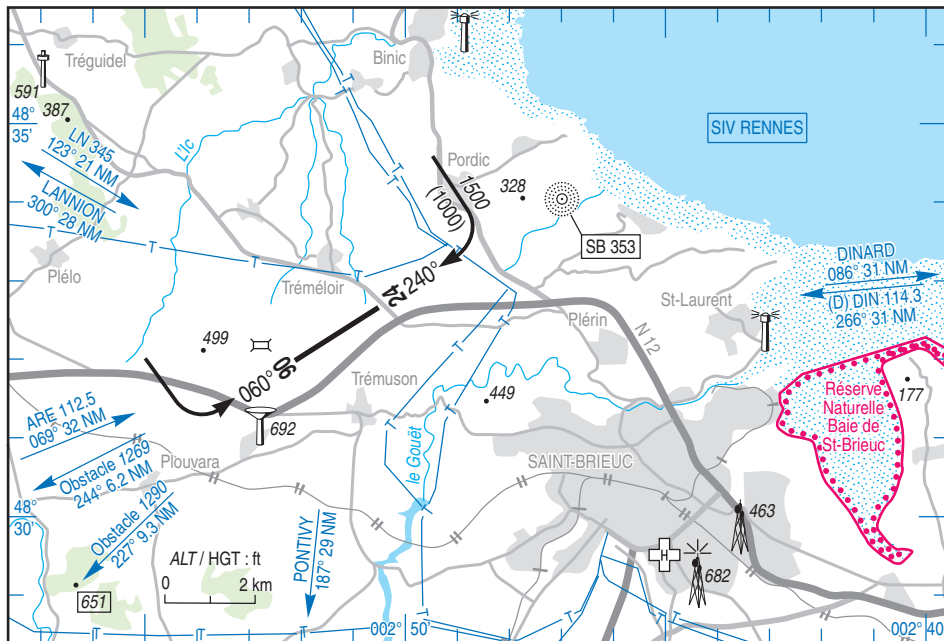 Tréguidel
Binic
591
387
48°
35'
LN 345
123° 21 NM
LANNION
300° 28 NM
L'Ic
Pordic
1500
(1000)
328
SB 353
SIV RENNES
Plélo
Tréméloir
240°
24
DINARD
086° 31 NM
(D) DIN 114.3
266° 31 NM
St-Laurent
Plérin
N 12
499
060°
06
Trémuson
449
692
ARE 112.5
069° 32 NM
Plouvara
Obstacle 1269
244° 6.2 NM
le Gouët
SAINT-BRIEUC
Réserve
Naturelle
Baie de
St-Brieuc
177
48°
30'
Obstacle 1290
227° 9.3 NM
PONTIVY
187° 29 NM
463
H
682
651
ALT / HGT : ft
0 2 km
002° 50'
002° 40'